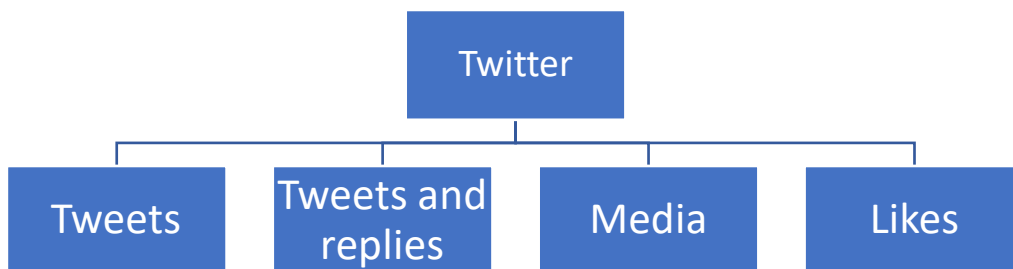 Twitter
Tweets
Tweets and
replies
Media
Likes